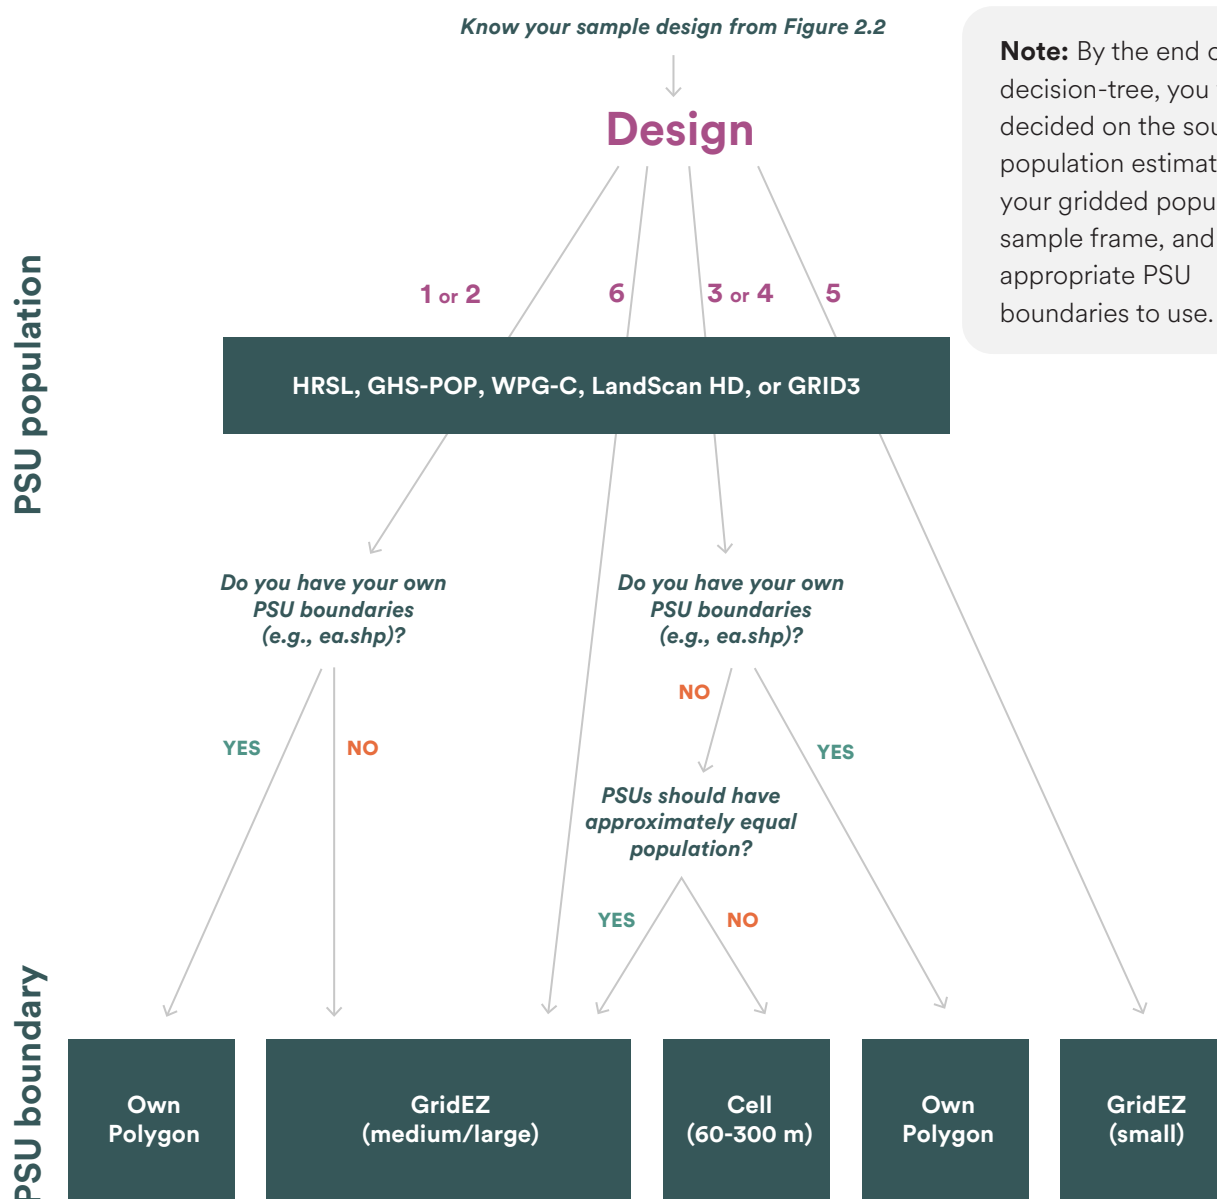 Know your sample design from Figure 2.2
Note: By the end o
decision-tree, you
decided on the sou
population estimat
your gridded popu
sample frame, and
appropriate PSU
boundaries to use.
Design
1 or 2
6
3 or 4
5
PSU population
HRSL, GHS-POP, WPG-C, LandScan HD, or GRID3
Do you have your own
PSU boundaries
(e.g., ea.shp)?
Do you have your own
PSU boundaries
(e.g., ea.shp)?
NO
YES
NO
YES
PSUs should have
approximately equal
population?
YES
NO
PSU boundary
Own
Polygon
GridEZ
(medium/large)
Cell
(60-300 m)
Own
Polygon
GridEZ
(small)